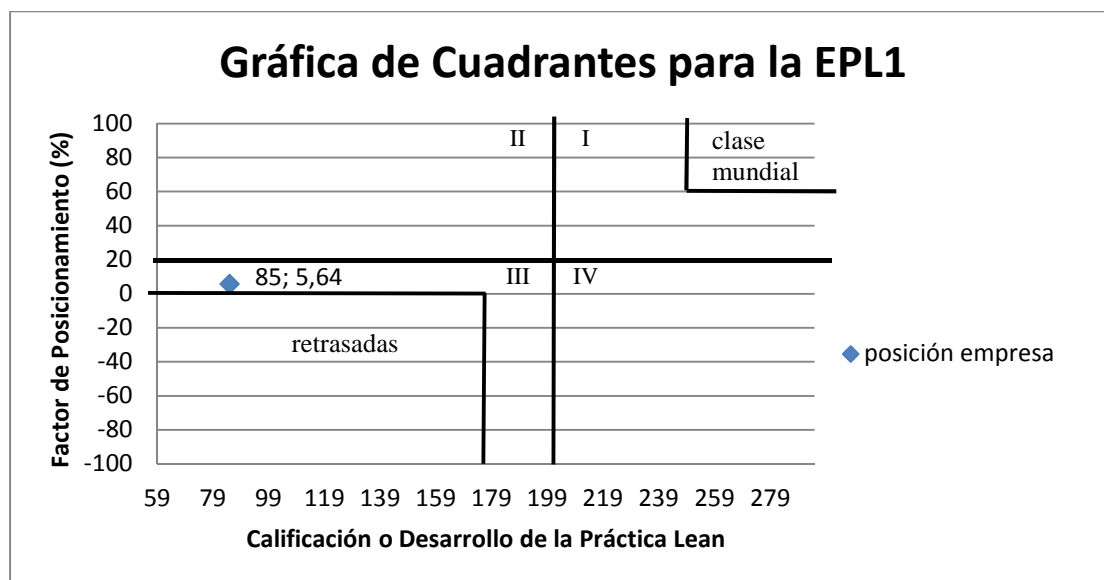 Gráfica de Cuadrantes para la EPL1
Factor de Posicionamiento (%)
100
80
60
40
20
0
-20
-40
-60
-80
-100
II
I
clase
mundial
85; 5,64
III
IV
retrasadas
posición empresa
59 79 99 119 139 159 179 199 219 239 259 279
Calificación o Desarrollo de la Práctica Lean